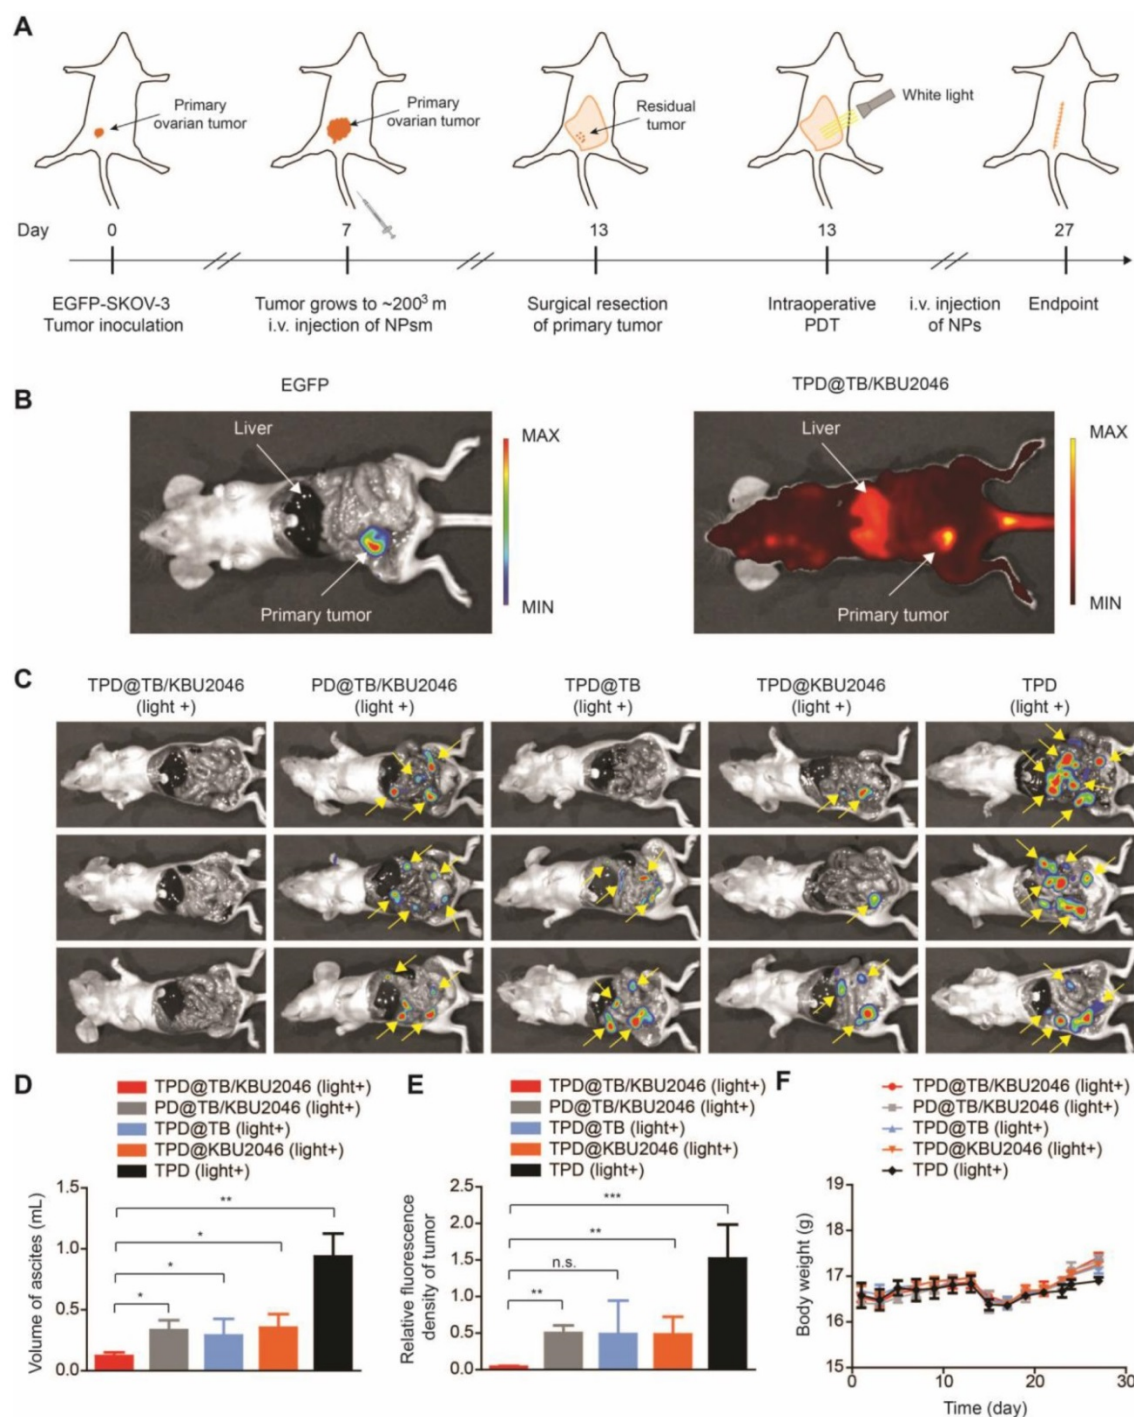 A
Primary
ovarian tumor
Primary
ovarian tumor
Residual
tumor
White light
Day
0
7
13
13
27
EGFP-SKOV-3
Tumor inoculation
Tumor grows to ~200³ m
i.v. injection of NPsm
Surgical resection
of primary tumor
Intraoperative
PDT
i.v. injection
of NPs
Endpoint
B
EGFP
Liver
Primary tumor
MAX
MIN
TPD@TB/KBU2046
Liver
Primary tumor
MAX
MIN
C
TPD@TB/KBU2046
(light +)
PD@TB/KBU2046
(light +)
TPD@TB
(light +)
TPD@KBU2046
(light +)
TPD
(light +)
D
TPD@TB/KBU2046 (light+)
PD@TB/KBU2046 (light+)
TPD@TB (light+)
TPD@KBU2046 (light+)
TPD (light+)
Volume of ascites (mL)
1.5
1.0
0.5
0.0
**
*
*
*
E
TPD@TB/KBU2046 (light+)
PD@TB/KBU2046 (light+)
TPD@TB (light+)
TPD@KBU2046 (light+)
TPD (light+)
Relative fluorescence
density of tumor
2.5
2.0
1.5
1.0
0.5
0.0
***
**
n.s.
**
F
TPD@TB/KBU2046 (light+)
PD@TB/KBU2046 (light+)
TPD@TB (light+)
TPD@KBU2046 (light+)
TPD (light+)
Body weight (g)
19
18
17
16
15
0
10
20
30
Time (day)